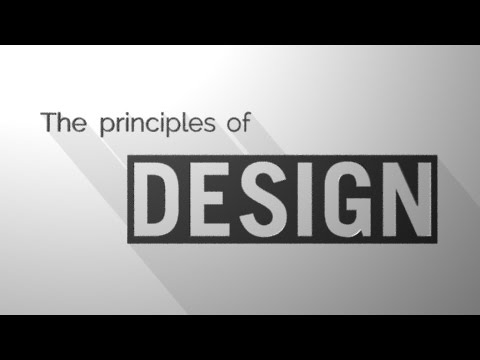 The principles of
DESIGN